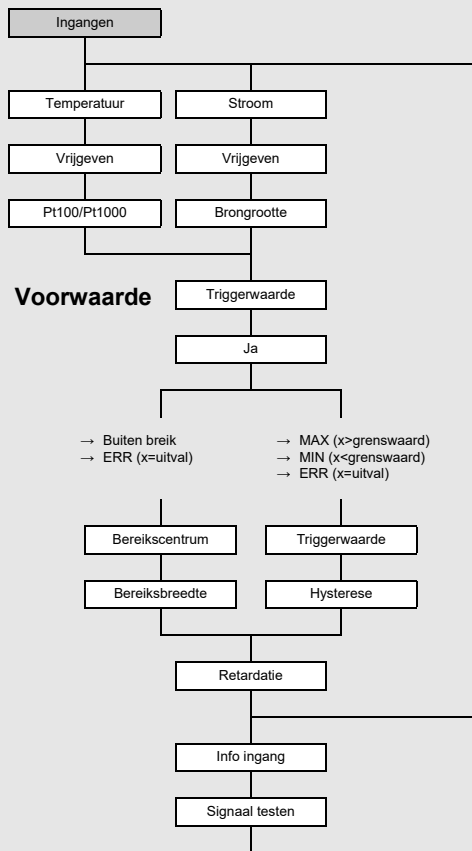 Ingangen
Temperatuur
Stroom
Vrijgeven
Vrijgeven
Pt100/Pt1000
Brongrootte
Voorwaarde
Triggerwaarde
Ja
→ Buiten breik
→ ERR (x=uitval)
→ MAX (x>grenswaard)
→ MIN (x<grenswaard)
→ ERR (x=uitval)
Bereikscentrum
Triggerwaarde
Bereiksbreedte
Hysterese
Retardatie
Info ingang
Signaal testen